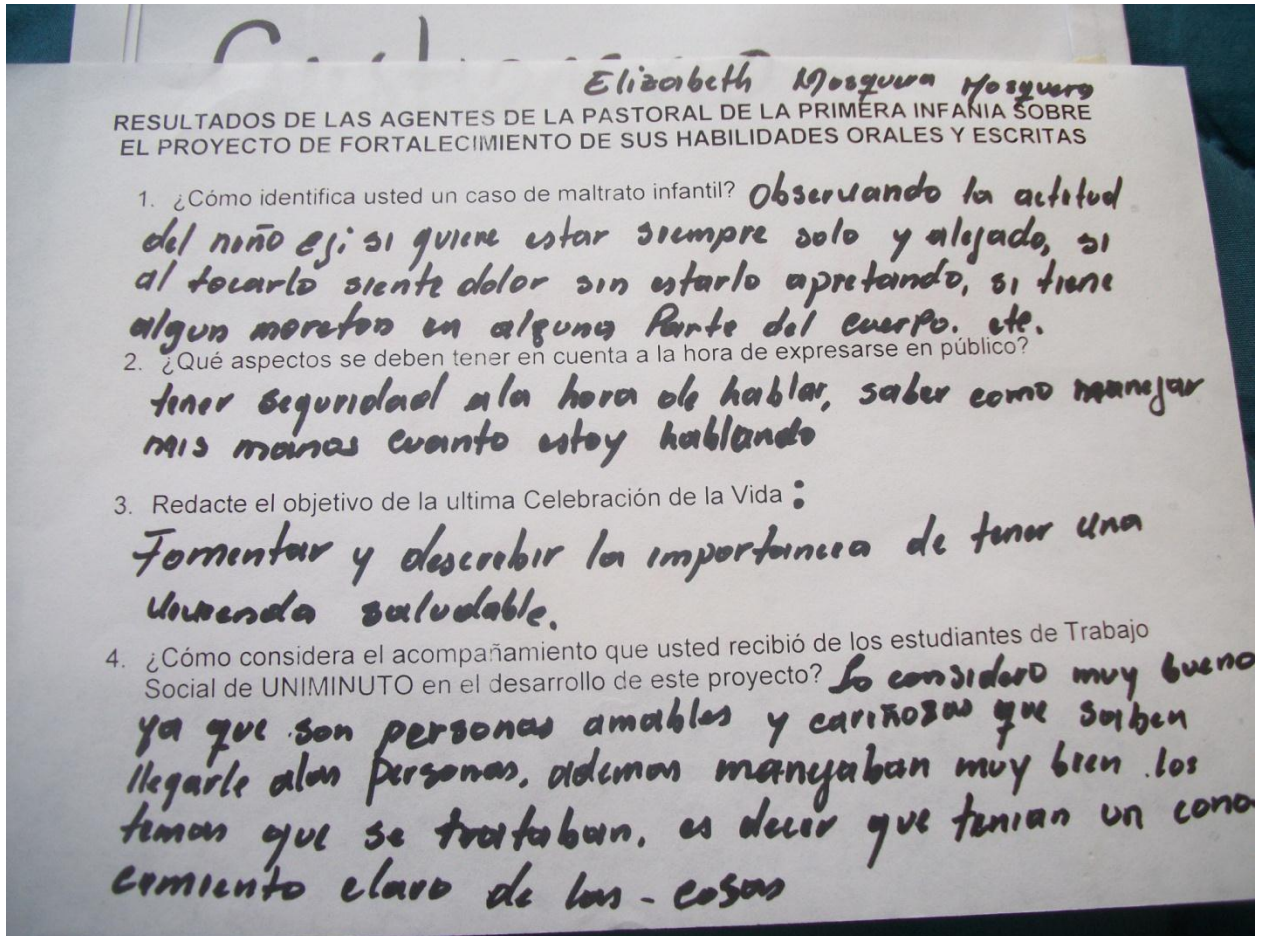 Elizabeth Mosquera Mosquera
RESULTADOS DE LAS AGENTES DE LA PASTORAL DE LA PRIMERA INFANIA SOBRE
EL PROYECTO DE FORTALECIMIENTO DE SUS HABILIDADES ORALES Y ESCRITAS
1. ¿Cómo identifica usted un caso de maltrato infantil? Observando la actitud
del niño ej: si quiere estar siempre solo y alejado, si
al tocarlo siente dolor sin estarlo apretando, si tiene
algun moreton en alguna Parte del cuerpo. etc.
2. ¿Qué aspectos se deben tener en cuenta a la hora de expresarse en público?
tener seguridad ala hora de hablar, saber como manejar
mis manos cuanto estoy hablando
3. Redacte el objetivo de la ultima Celebración de la Vida :
Fomentar y describir la importancia de tener una
vivienda saludable.
4. ¿Cómo considera el acompañamiento que usted recibió de los estudiantes de Trabajo
Social de UNIMINUTO en el desarrollo de este proyecto? Lo considero muy bueno
ya que son personas amables y cariñosas que saben
llegarle alas personas, ademas manejaban muy bien los
temas que se trataban, es decir que tenian un cono
cimiento claro de las - cosas